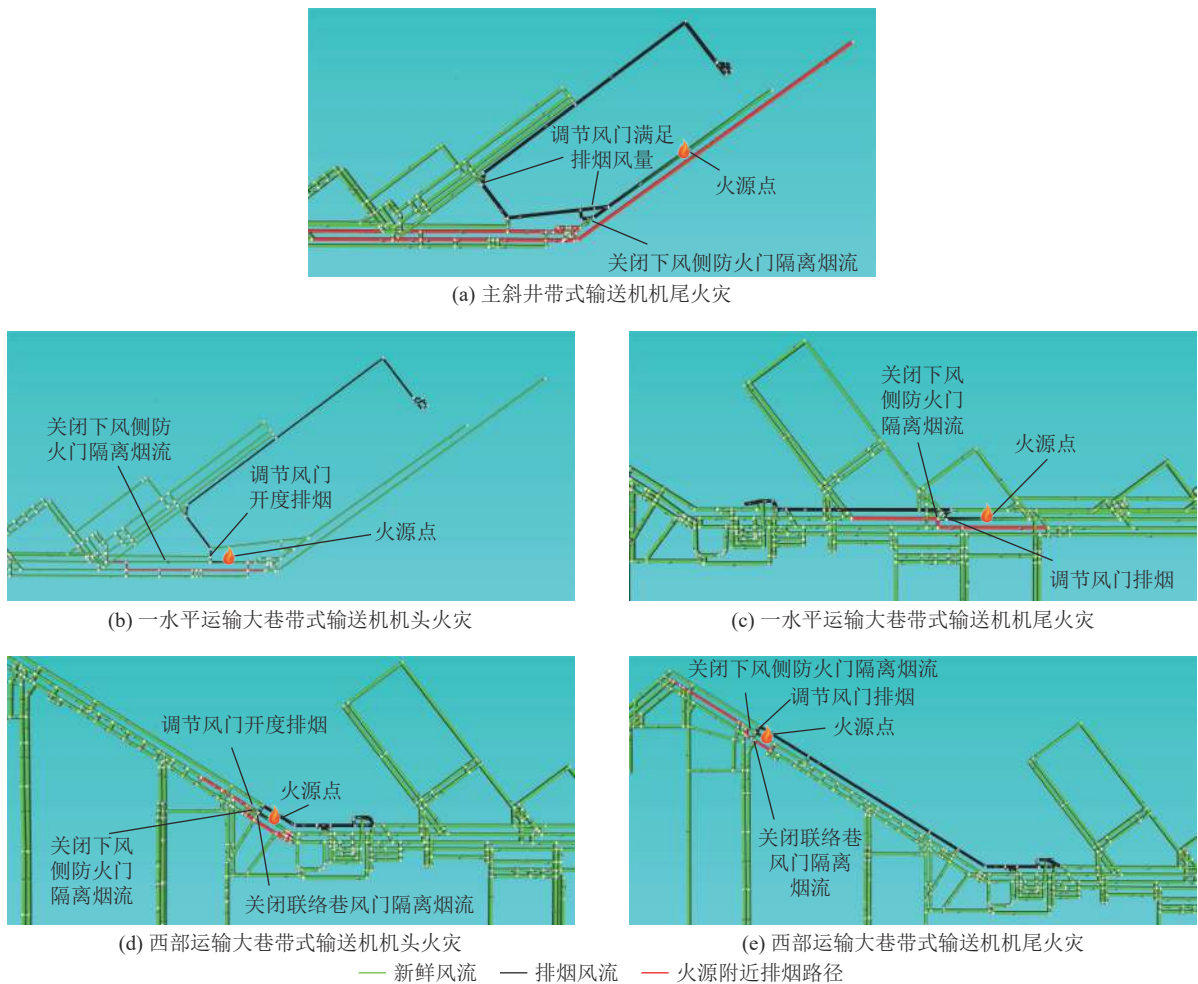 调节风门满足
排烟风量
火源点
关闭下风侧防火门隔离烟流
(a) 主斜井带式输送机机尾火灾
关闭下风侧防
火门隔离烟流
调节风门
开度排烟
火源点
(b) 一水平运输大巷带式输送机机头火灾
关闭下风
侧防火门
隔离烟流
火源点
调节风门排烟
(c) 一水平运输大巷带式输送机机尾火灾
调节风门开度排烟
火源点
关闭下风
侧防火门
隔离烟流
关闭联络巷风门隔离烟流
(d) 西部运输大巷带式输送机机头火灾
关闭下风侧防火门隔离烟流
调节风门排烟
火源点
关闭联络巷
风门隔离
烟流
(e) 西部运输大巷带式输送机机尾火灾
新鲜风流 排烟风流 火源附近排烟路径